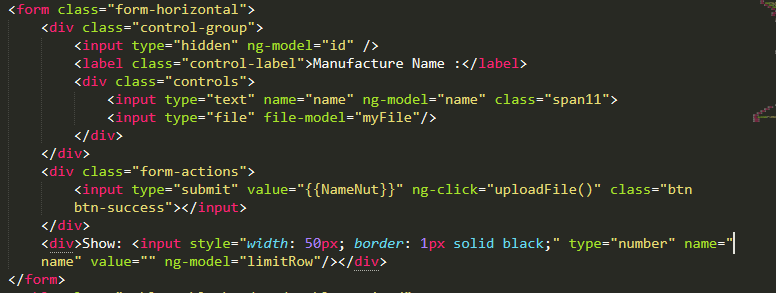 <form class="form-horizontal">
<div class="control-group">
<input type="hidden" ng-model="id" />
<label class="control-label">Manufacture Name :</label>
<div class="controls">
<input type="text" name="name" ng-model="name" class="span11">
<input type="file" file-model="myFile"/>
</div>
</div>
<div class="form-actions">
<input type="submit" value="{{NameNut}}" ng-click="uploadFile()" class="btn
btn-success"></input>
</div>
<div>Show: <input style="width: 50px; border: 1px solid black;" type="number" name="
name" value="" ng-model="limitRow"/></div>
</form>